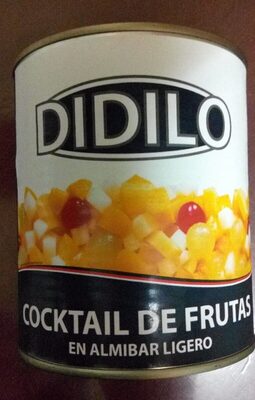 DIDILO
COCKTAIL DE FRUTAS
EN ALMIBAR LIGERO